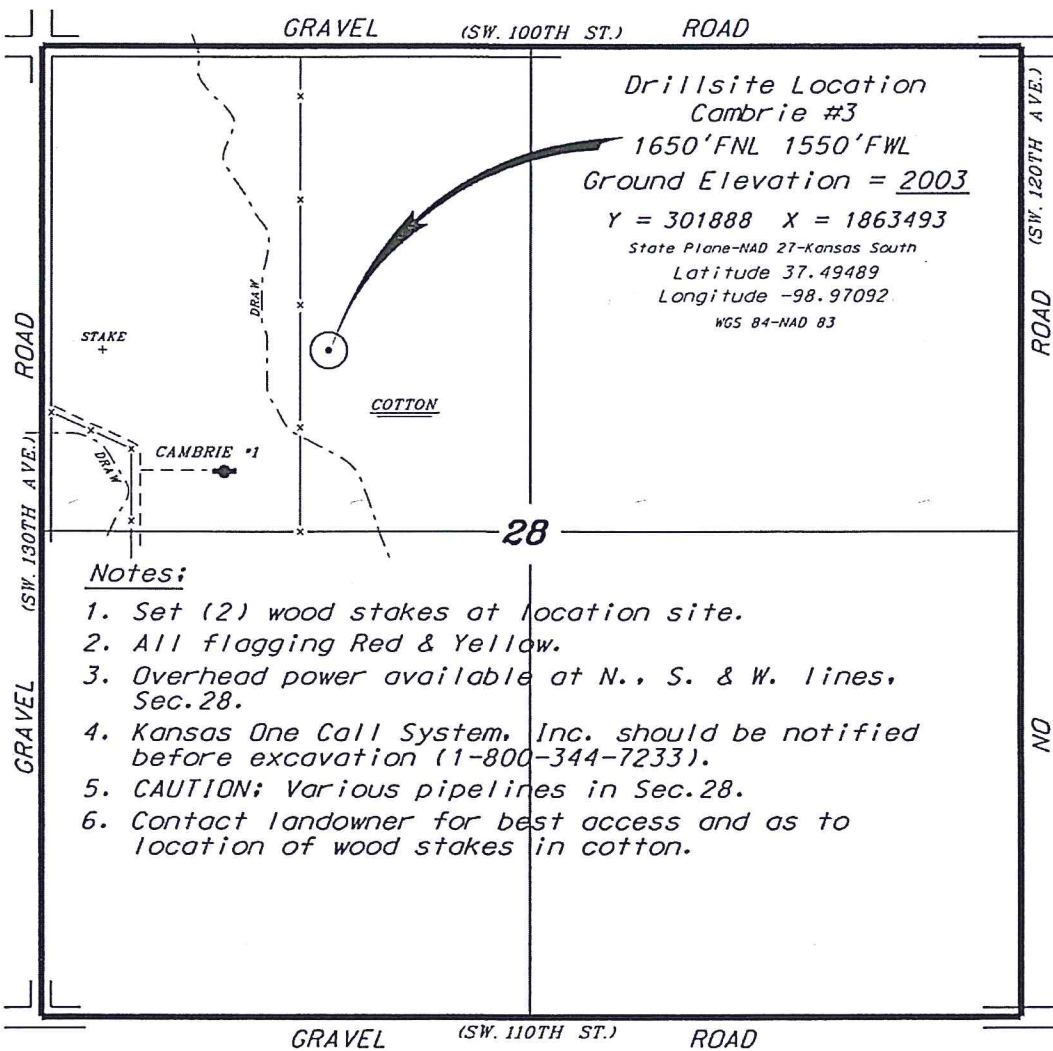 GRAVEL (SW. 100TH ST.) ROAD
Drillsite Location
Cambrie #3
1650'FNL 1550'FWL
Ground Elevation = 2003
Y = 301888 X = 1863493
State Plane-NAD 27-Kansas South
Latitude 37.49489
Longitude -98.97092
WGS 84-NAD 83
(SW. 120TH AVE.)
ROAD
NO
DRAW
STAKE
COTTON
CAMBRIE #1
DRAW
ROAD
(SW. 130TH AVE.)
GRAVEL
28
Notes:
1. Set (2) wood stakes at location site.
2. All flagging Red & Yellow.
3. Overhead power available at N., S. & W. lines,
Sec.28.
4. Kansas One Call System, Inc. should be notified
before excavation (1-800-344-7233).
5. CAUTION: Various pipelines in Sec.28.
6. Contact landowner for best access and as to
location of wood stakes in cotton.
GRAVEL (SW. 110TH ST.) ROAD